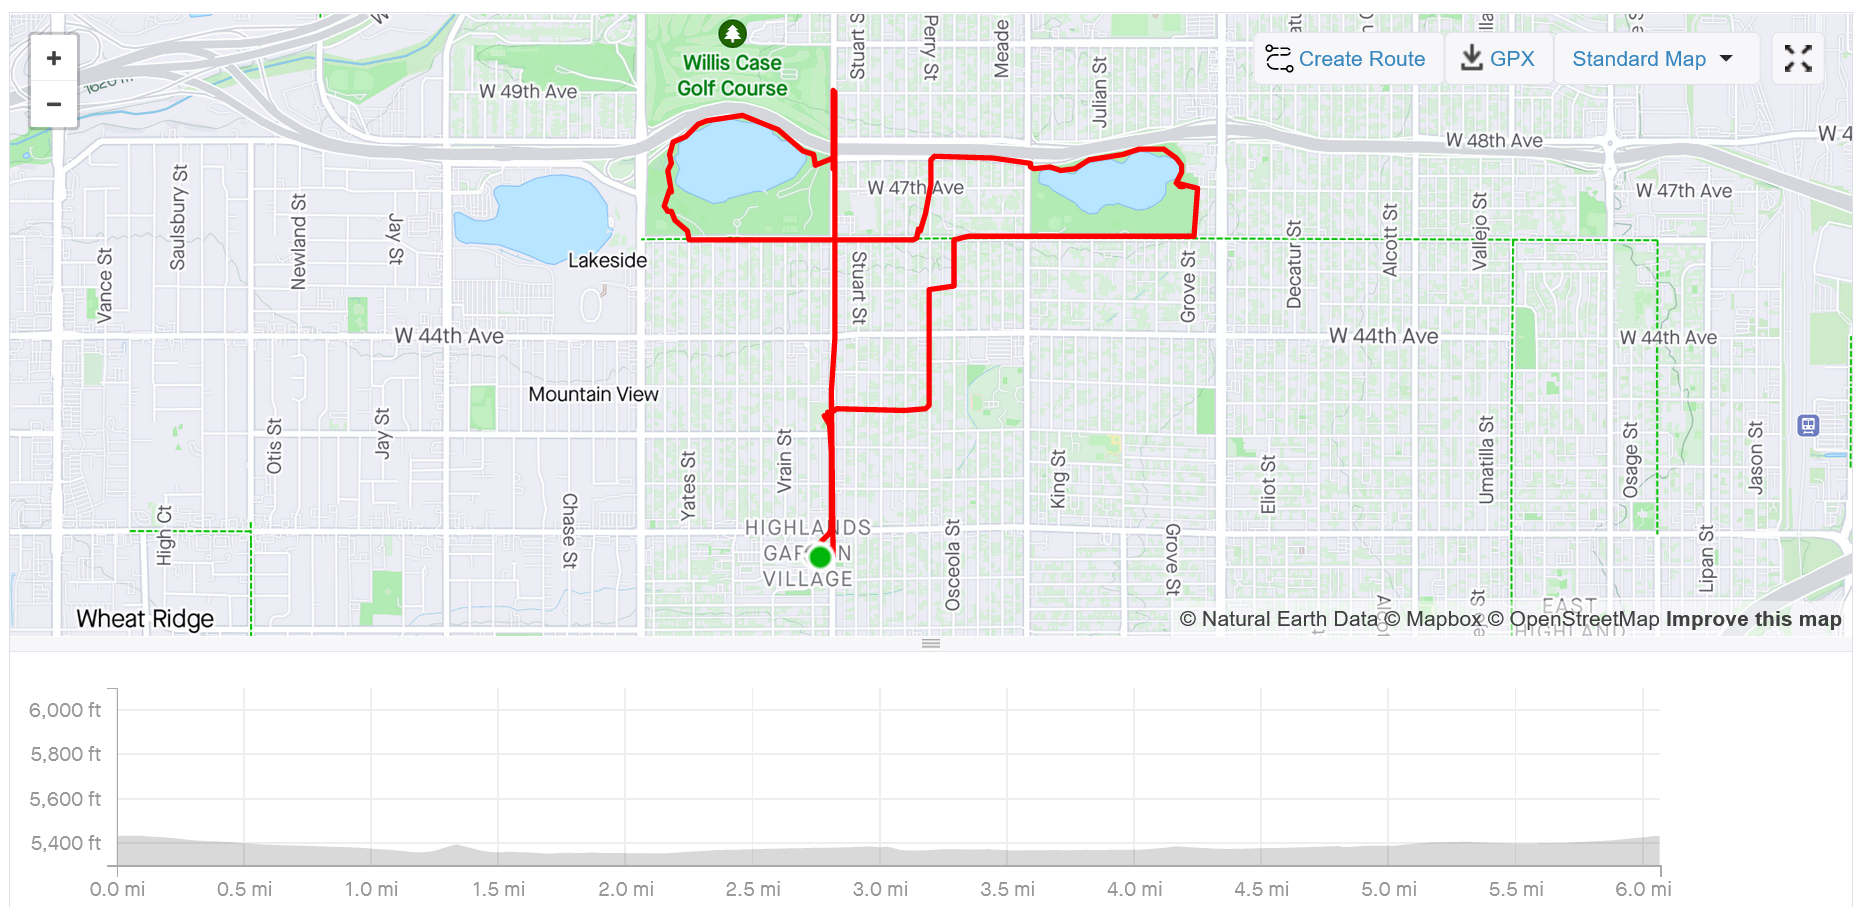 +
−
1620 m
W 49th Ave
Willis Case
Golf Course
Stuart S
Perry St
Meade
Julian St
Create Route
GPX
Standard Map
W 48th Ave
W 4
W 47th Ave
W 47th Ave
Saulsbury St
Newland St
Jay St
Vance St
Lakeside
Stuart St
Grove St
Decatur St
Alcott St
Vallejo St
W 44th Ave
W 44th Ave
W 44th Ave
Mountain View
Otis St
Jay St
Yates St
Vrain St
King St
Eliot St
Umatilla St
Osage St
Jason St
High Ct
Chase St
HIGHLANDS
GARDEN
VILLAGE
Osceola St
Grove St
Lipan St
EAST
HIGHLAND
Wheat Ridge
© Natural Earth Data © Mapbox © OpenStreetMap Improve this map
6,000 ft
5,800 ft
5,600 ft
5,400 ft
0.0 mi 0.5 mi 1.0 mi 1.5 mi 2.0 mi 2.5 mi 3.0 mi 3.5 mi 4.0 mi 4.5 mi 5.0 mi 5.5 mi 6.0 mi